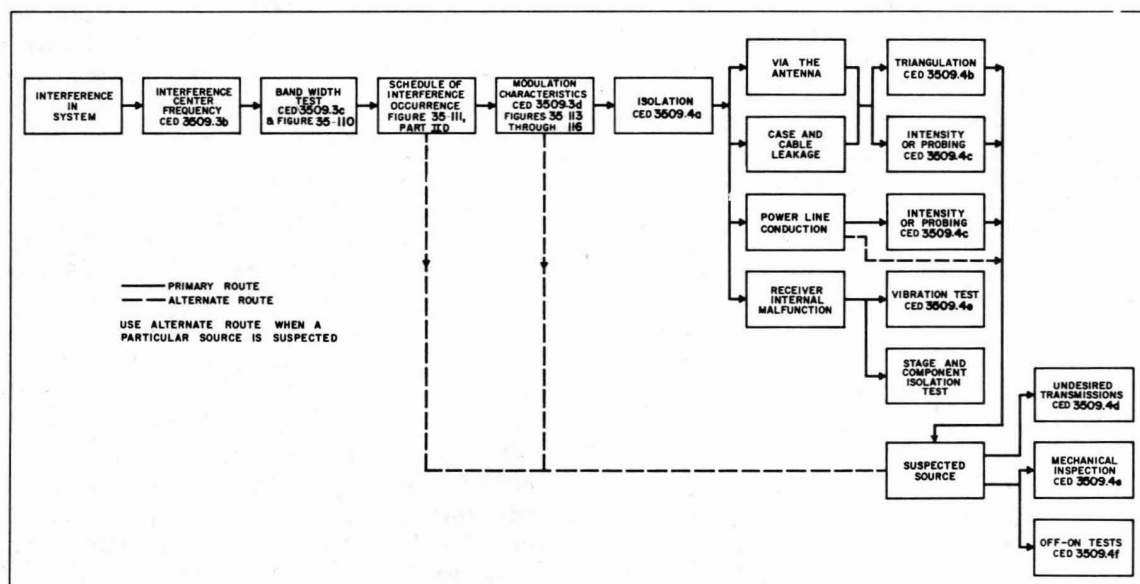 INTERFERENCE
IN
SYSTEM
INTERFERENCE
CENTER
FREQUENCY
CED 3509.3b
BAND WIDTH
TEST
CED 3509.3c
& FIGURE 35-110
SCHEDULE OF
INTERFERENCE
OCCURRENCE
FIGURE 35-111,
PART II D
MODULATION
CHARACTERISTICS
CED 3509.3d
FIGURES 35 113
THROUGH 116
ISOLATION
CED 3509.4a
VIA THE
ANTENNA
CASE AND
CABLE
LEAKAGE
POWER LINE
CONDUCTION
RECEIVER
INTERNAL
MALFUNCTION
TRIANGULATION
CED 3509.4b
INTENSITY
OR PROBING
CED 3509.4c
INTENSITY
OR PROBING
CED 3509.4c
VIBRATION TEST
CED 3509.4e
STAGE AND
COMPONENT
ISOLATION
TEST
PRIMARY ROUTE
ALTERNATE ROUTE
USE ALTERNATE ROUTE WHEN A
PARTICULAR SOURCE IS SUSPECTED
SUSPECTED
SOURCE
UNDESIRED
TRANSMISSIONS
CED 3509.4d
MECHANICAL
INSPECTION
CED 3509.4e
OFF-ON TESTS
CED 3509.4f